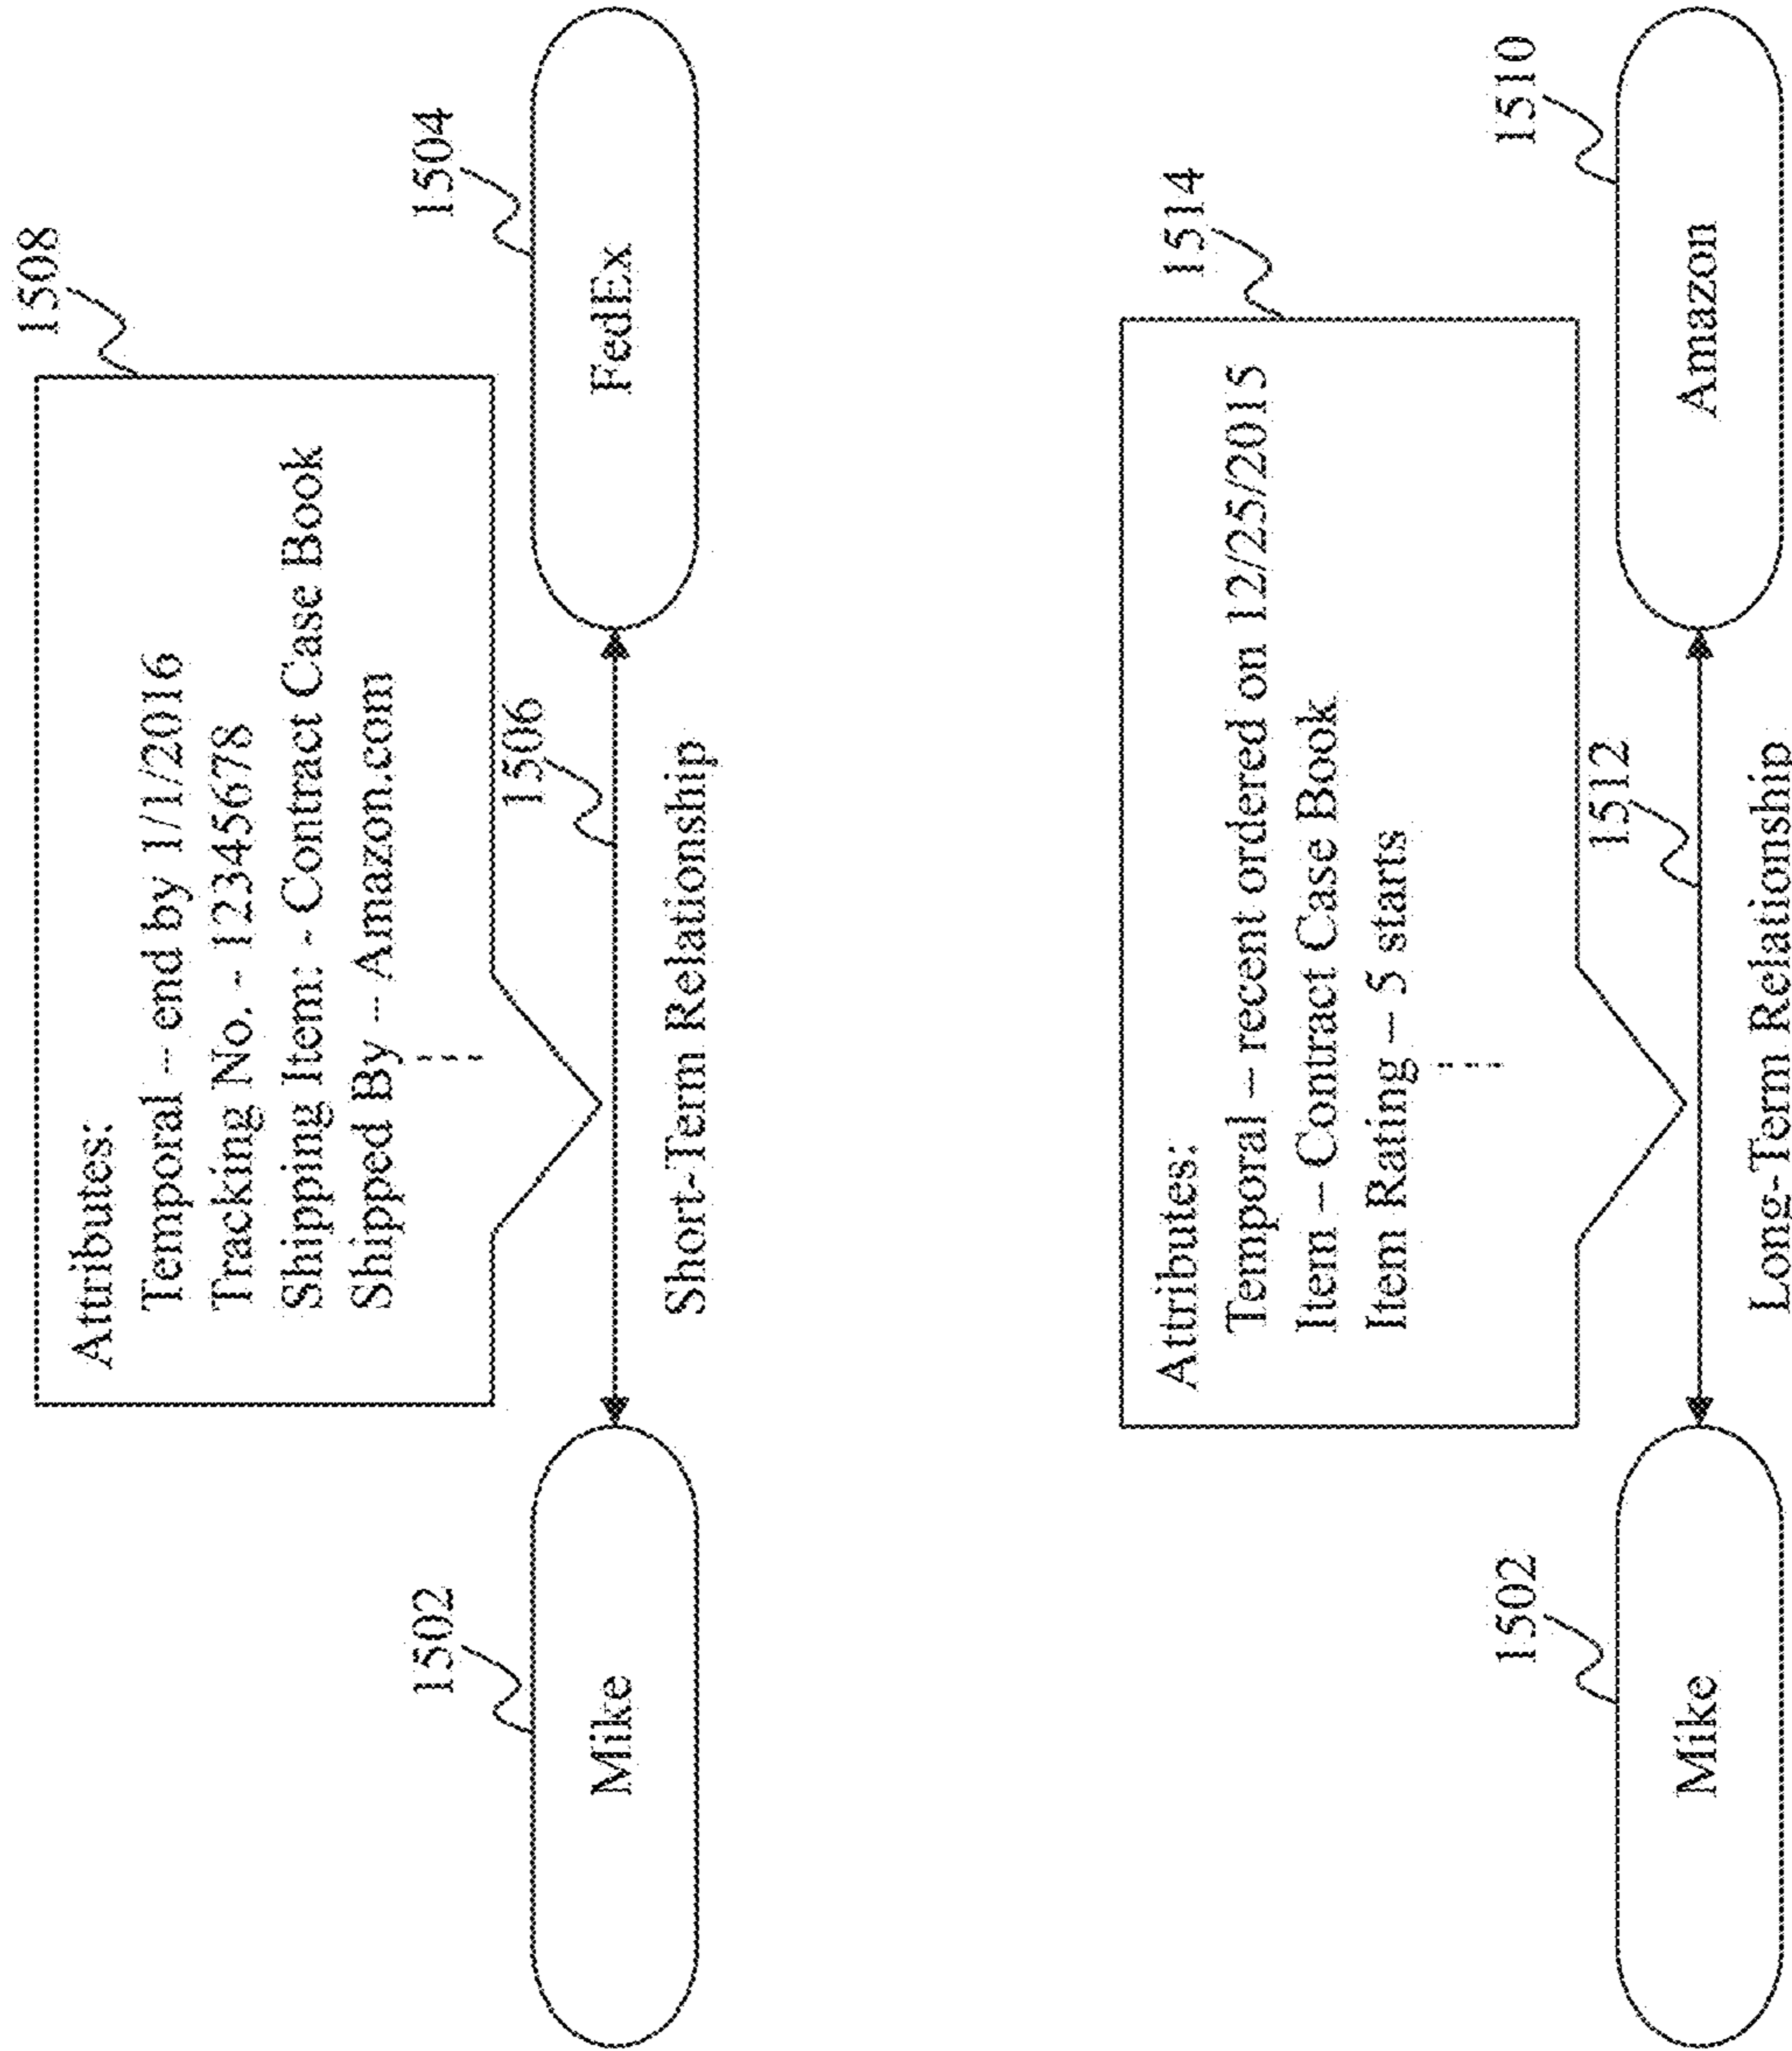 1508
Attributes:
Temporal – end by 1/1/2016
Tracking No. - 12345678
Shipping Item: - Contract Case Book
Shipped By – Amazon.com
1502
1506
1504
Mike
FedEx
Short-Term Relationship
1514
Attributes:
Temporal – recent ordered on 12/25/2015
Item – Contract Case Book
Item Rating – 5 starts
1502
1512
1510
Mike
Amazon
Long-Term Relationship